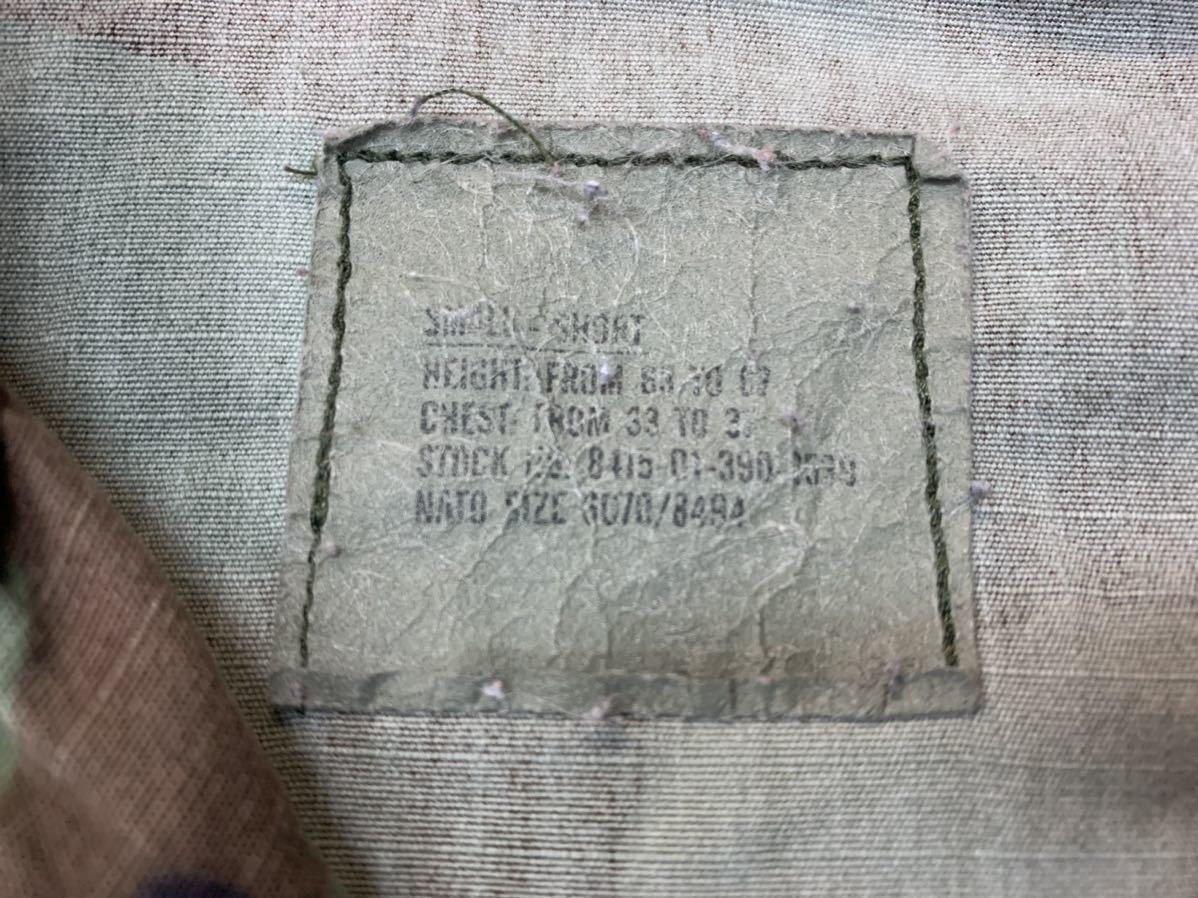 SMALL - SHORT
HEIGHT: FROM 63 TO 67
CHEST: FROM 33 TO 37
STOCK NO. 8415-01-390-
NATO SIZE 6070/8494